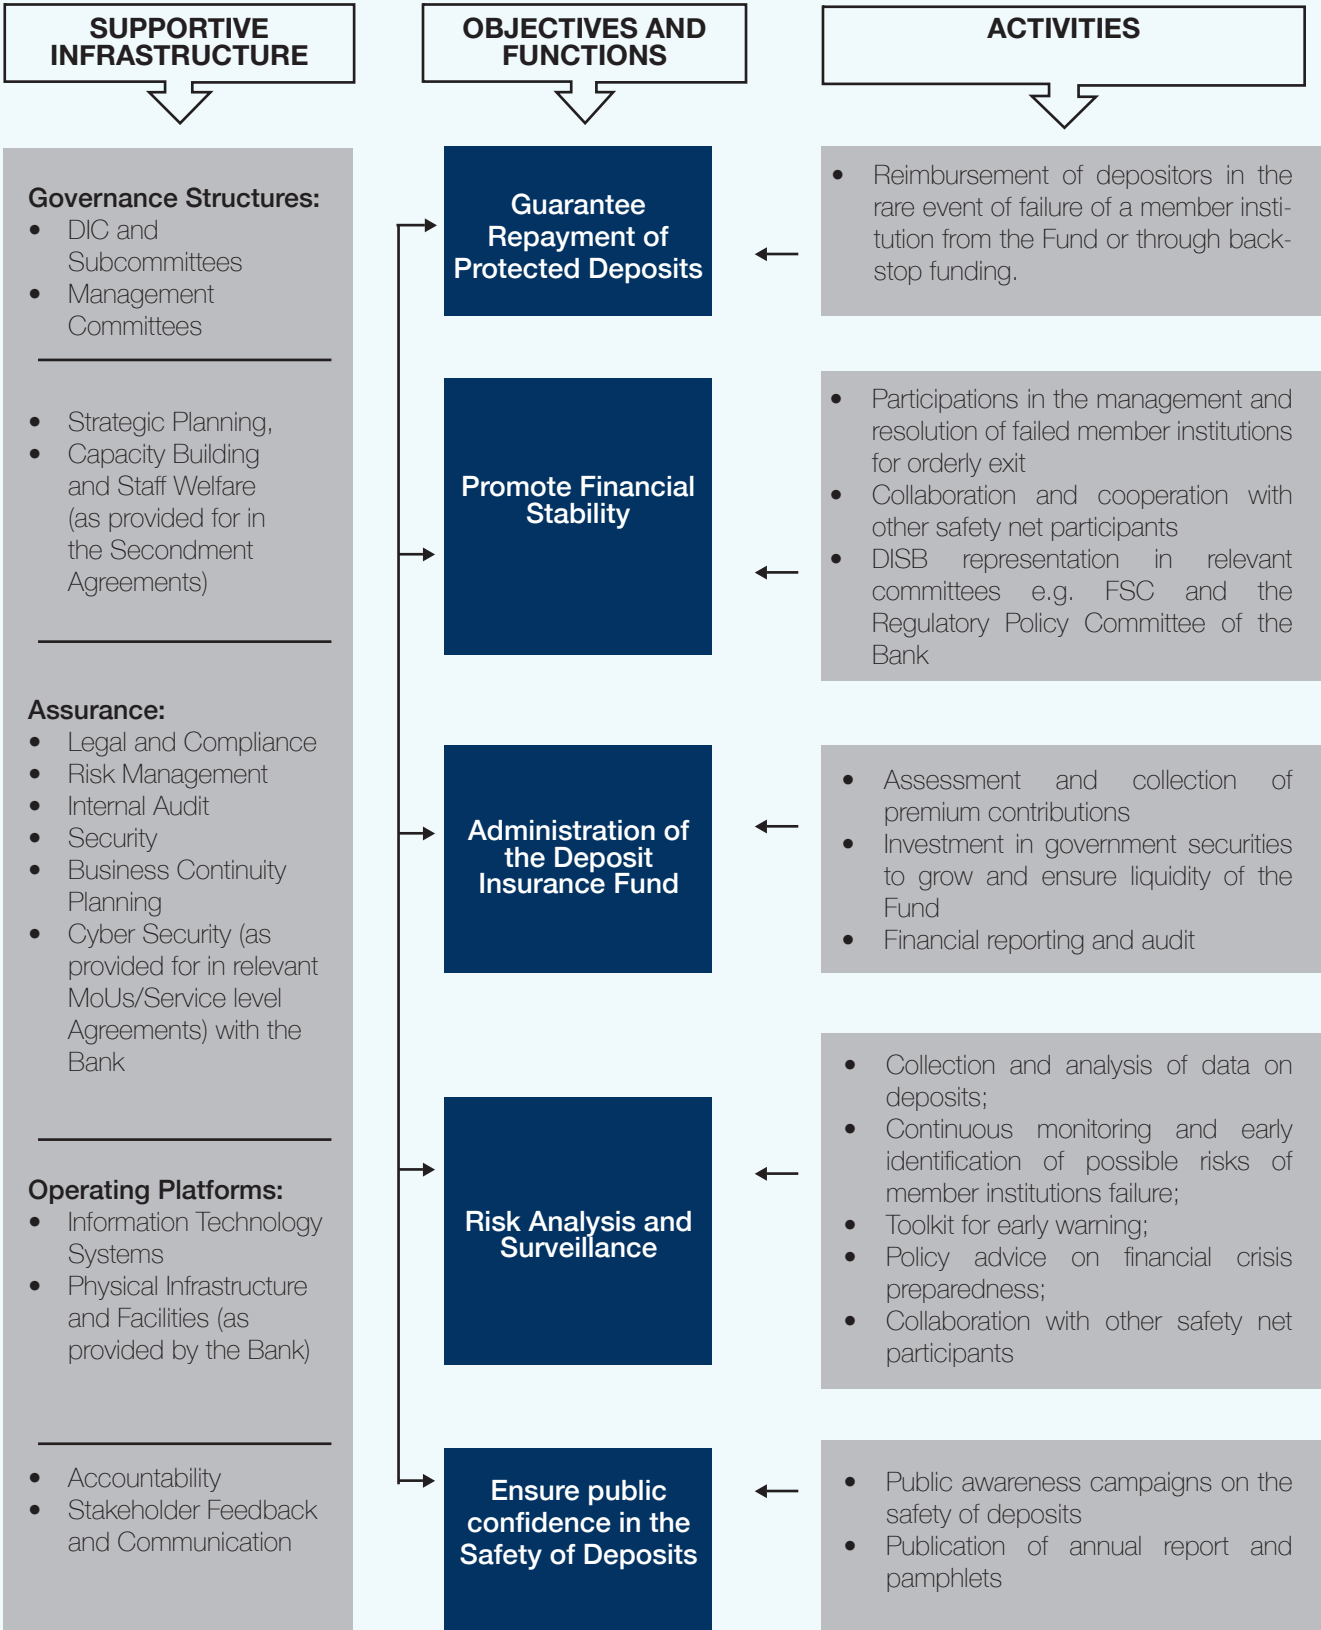 SUPPORTIVE
INFRASTRUCTURE
Governance Structures:
• DIC and
Subcommittees
• Management
Committees
• Strategic Planning,
• Capacity Building
and Staff Welfare
(as provided for in
the Secondment
Agreements)
Assurance:
• Legal and Compliance
• Risk Management
• Internal Audit
• Security
• Business Continuity
Planning
• Cyber Security (as
provided for in relevant
MoUs/Service level
Agreements) with the
Bank
Operating Platforms:
• Information Technology
Systems
• Physical Infrastructure
and Facilities (as
provided by the Bank)
• Accountability
• Stakeholder Feedback
and Communication
OBJECTIVES AND
FUNCTIONS
Guarantee
Repayment of
Protected Deposits
Promote Financial
Stability
Administration of
the Deposit
Insurance Fund
Risk Analysis and
Surveillance
Ensure public
confidence in the
Safety of Deposits
ACTIVITIES
• Reimbursement of depositors in the
rare event of failure of a member insti-
tution from the Fund or through back-
stop funding.
• Participations in the management and
resolution of failed member institutions
for orderly exit
• Collaboration and cooperation with
other safety net participants
• DISB representation in relevant
committees e.g. FSC and the
Regulatory Policy Committee of the
Bank
• Assessment and collection of
premium contributions
• Investment in government securities
to grow and ensure liquidity of the
Fund
• Financial reporting and audit
• Collection and analysis of data on
deposits;
• Continuous monitoring and early
identification of possible risks of
member institutions failure;
• Toolkit for early warning;
• Policy advice on financial crisis
preparedness;
• Collaboration with other safety net
participants
• Public awareness campaigns on the
safety of deposits
• Publication of annual report and
pamphlets